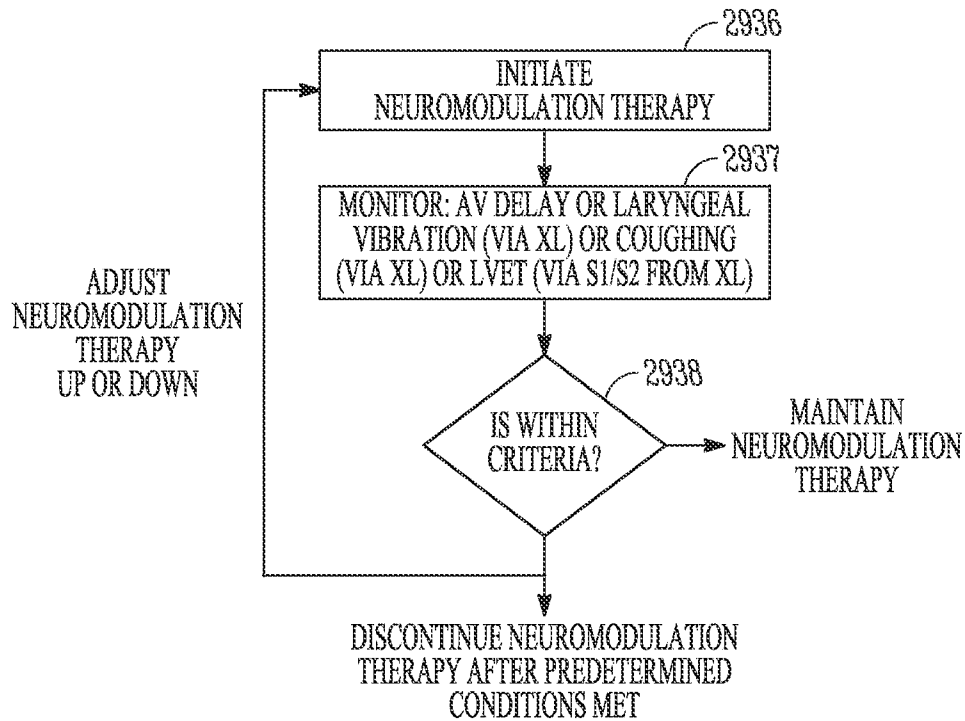 2936
INITIATE
NEUROMODULATION THERAPY
2937
MONITOR: AV DELAY OR LARYNGEAL
VIBRATION (VIA XL) OR COUGHING
(VIA XL) OR LVET (VIA S1/S2 FROM XL)
ADJUST
NEUROMODULATION
THERAPY
UP OR DOWN
2938
IS WITHIN
CRITERIA?
MAINTAIN
NEUROMODULATION
THERAPY
DISCONTINUE NEUROMODULATION
THERAPY AFTER PREDETERMINED
CONDITIONS MET